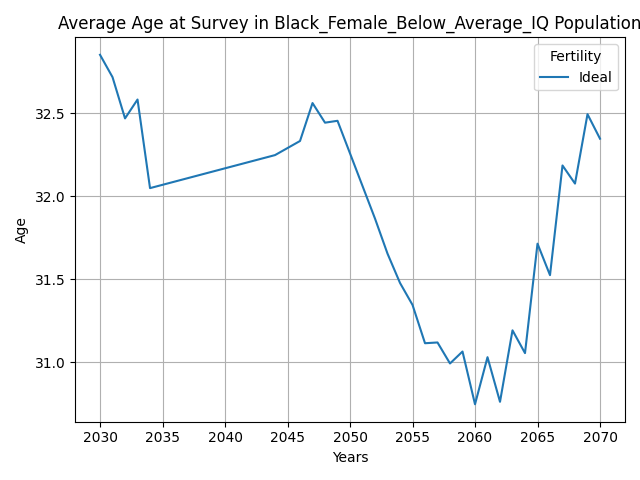 Average Age at Survey in Black_Female_Below_Average_IQ Population
Fertility
Ideal
32.5
32.0
31.5
31.0
Age
2030 2035 2040 2045 2050 2055 2060 2065 2070
Years